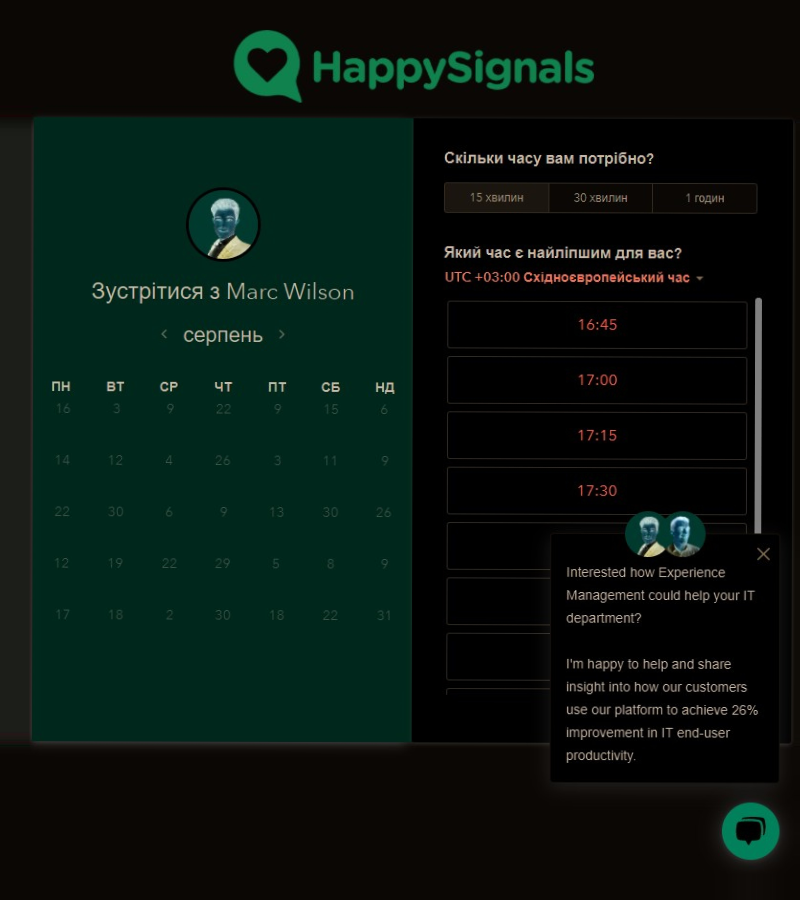 HappySignals
Зустрітися з Marc Wilson
серпень
ПН ВТ СР ЧТ ПТ СБ НД
16 3 9 22 9 15 6
14 12 4 26 3 11 9
22 30 6 9 13 30 26
12 19 22 29 5 8 9
17 18 2 30 18 22 31
Скільки часу вам потрібно?
15 хвилин 30 хвилин 1 годин
Який час є найліпшим для вас?
UTC +03:00 Східноєвропейський час
16:45
17:00
17:15
17:30
Interested how Experience
Management could help your IT
department?
I'm happy to help and share
insight into how our customers
use our platform to achieve 26%
improvement in IT end-user
productivity.